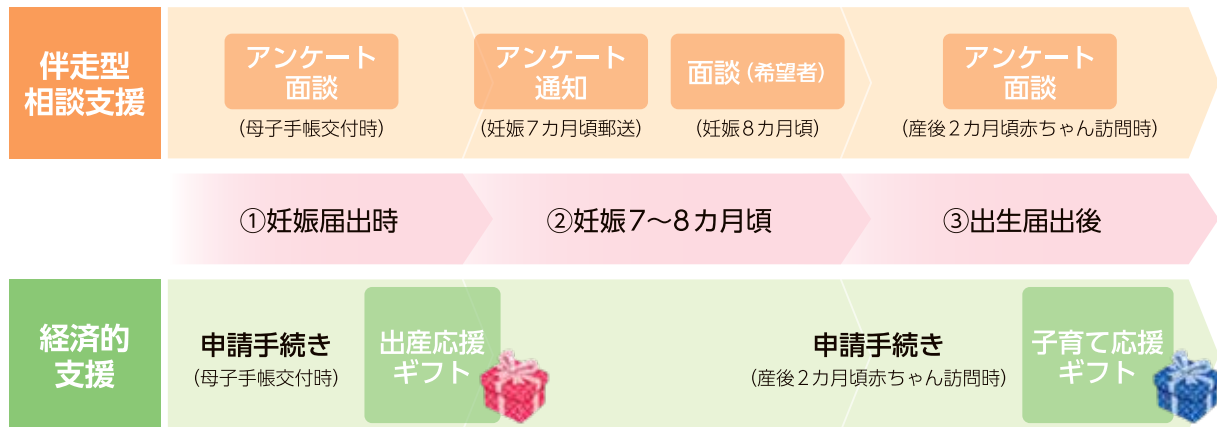 伴走型
相談支援
アンケート
面談
(母子手帳交付時)
アンケート
通知
(妊娠7カ月頃郵送)
面談(希望者)
(妊娠8カ月頃)
アンケート
面談
(産後2カ月頃赤ちゃん訪問時)
①妊娠届出時
②妊娠7〜8カ月頃
③出生届出後
経済的
支援
申請手続き
(母子手帳交付時)
出産応援
ギフト
申請手続き
(産後2カ月頃赤ちゃん訪問時)
子育て応援
ギフト